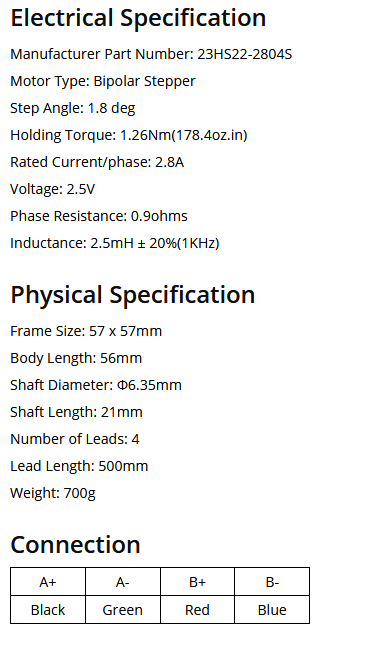 Electrical Specification
Manufacturer Part Number: 23HS22-2804S
Motor Type: Bipolar Stepper
Step Angle: 1.8 deg
Holding Torque: 1.26Nm(178.4oz.in)
Rated Current/phase: 2.8A
Voltage: 2.5V
Phase Resistance: 0.9ohms
Inductance: 2.5mH ± 20%(1KHz)
Physical Specification
Frame Size: 57 x 57mm
Body Length: 56mm
Shaft Diameter: Φ6.35mm
Shaft Length: 21mm
Number of Leads: 4
Lead Length: 500mm
Weight: 700g
Connection
A+ A- B+ B-
Black Green Red Blue